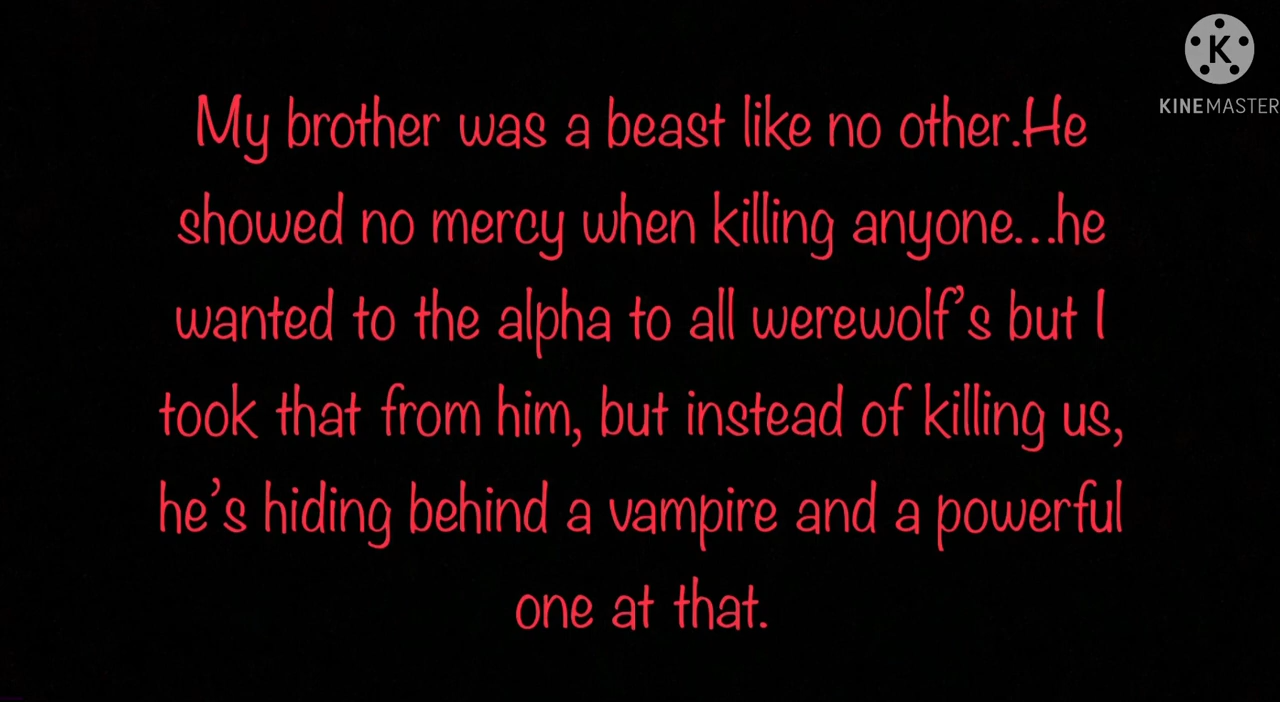 K
KINEMASTER
My brother was a beast like no other.He
showed no mercy when killing anyone...he
wanted to the alpha to all werewolf's but I
took that from him, but instead of killing us,
he's hiding behind a vampire and a powerful
one at that.